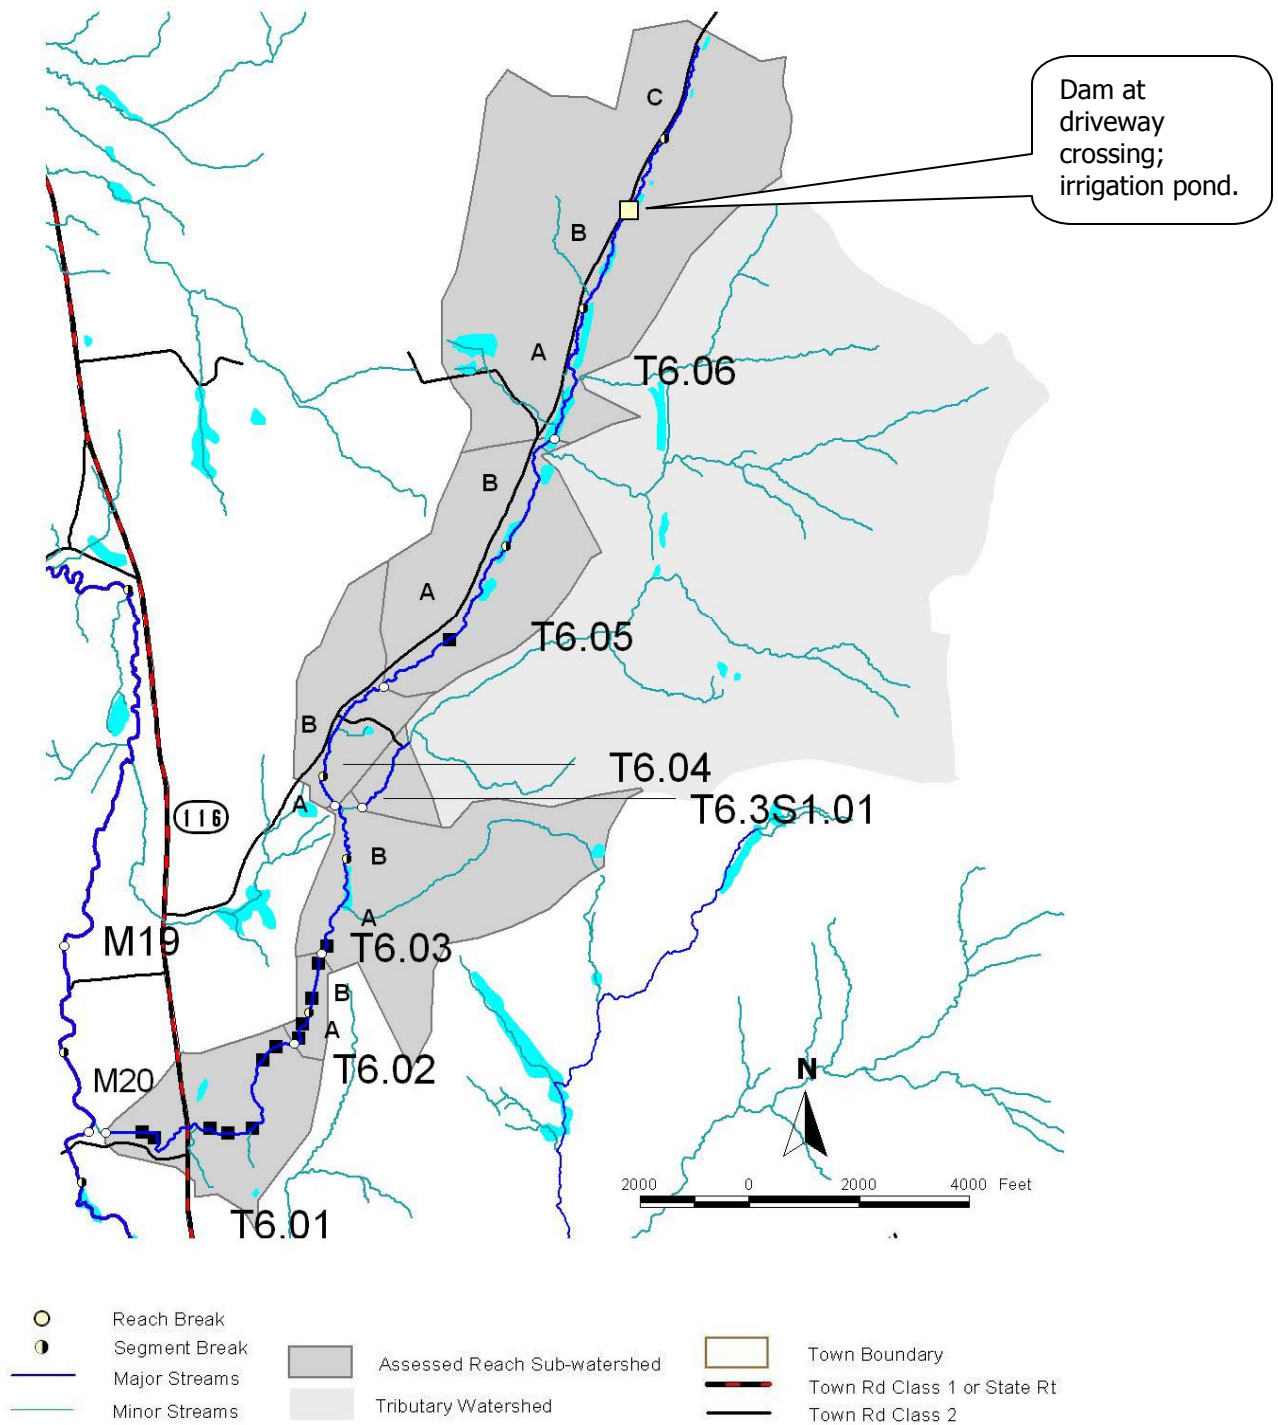 C
Dam at
driveway
crossing;
irrigation pond.
B
A
T6.06
B
A
T6.05
B
T6.04
A
T6.3S1.01
116
B
A
M19
T6.03
B
A
T6.02
N
M20
2000 0 2000 4000 Feet
T6.01
Reach Break
Segment Break
Major Streams
Minor Streams
Assessed Reach Sub-watershed
Tributary Watershed
Town Boundary
Town Rd Class 1 or State Rt
Town Rd Class 2